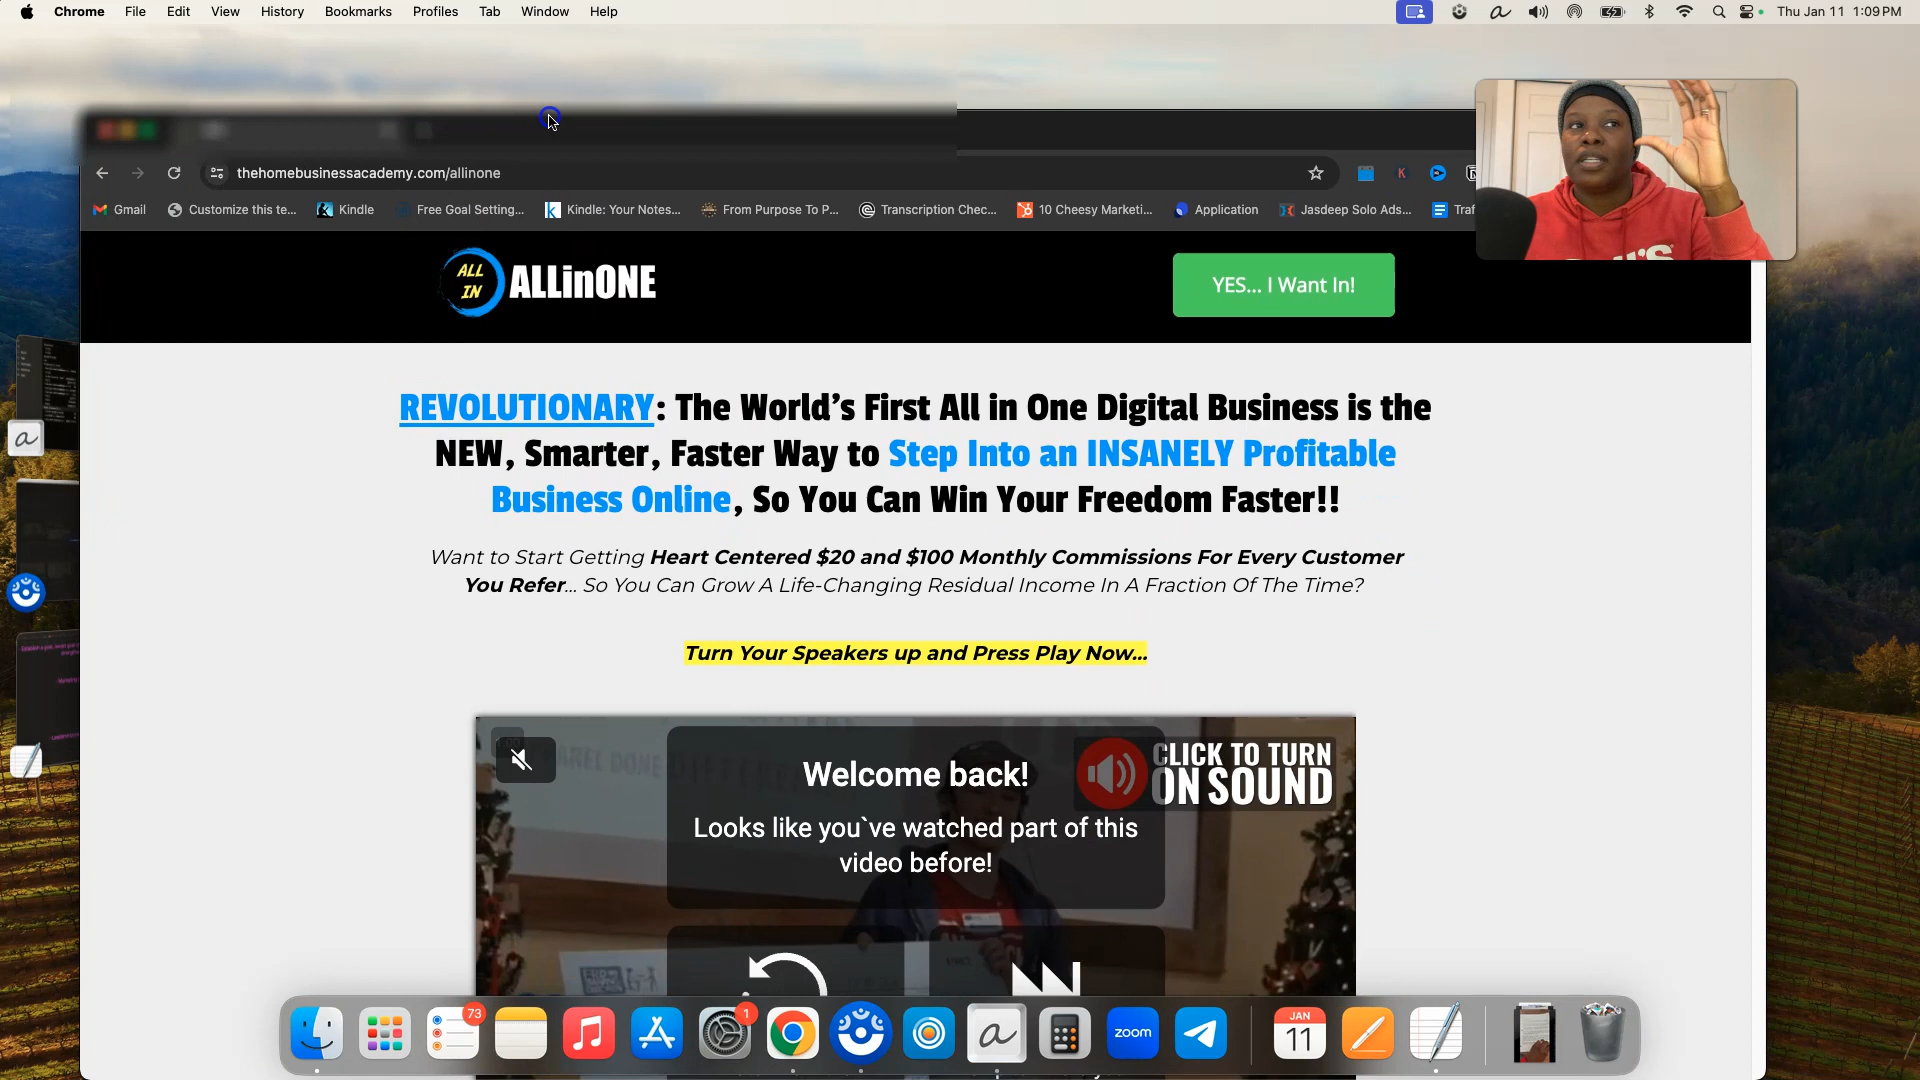 Chrome File Edit View History Bookmarks Profiles Tab Window Help Thu Jan 11 1:09 PM
thehomebusinessacademy.com/allinone
Gmail Customize this te... Kindle Free Goal Setting... Kindle: Your Notes... From Purpose To P... Transcription Chec... 10 Cheesy Marketi... Application Jasdeep Solo Ads... Traf
ALL IN ALLinONE
YES... I Want In!
REVOLUTIONARY: The World's First All in One Digital Business is the
NEW, Smarter, Faster Way to Step Into an INSANELY Profitable
Business Online, So You Can Win Your Freedom Faster!!
Want to Start Getting Heart Centered $20 and $100 Monthly Commissions For Every Customer
You Refer... So You Can Grow A Life-Changing Residual Income In A Fraction Of The Time?
Turn Your Speakers up and Press Play Now...
CLICK TO TURN
ON SOUND
Welcome back!
Looks like you`ve watched part of this
video before!
73
1
zoom
JAN
11